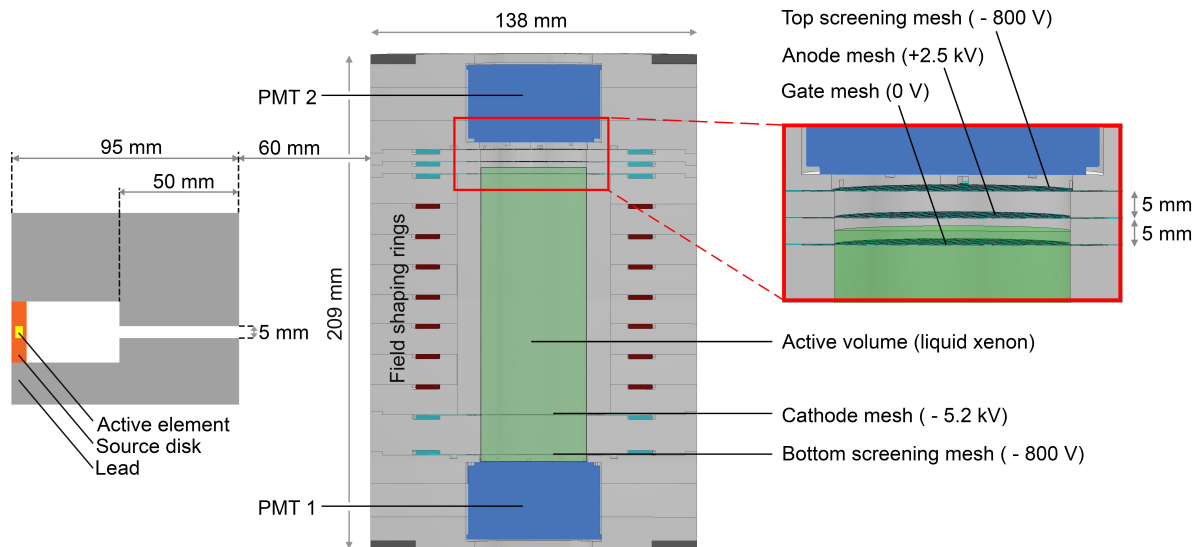 138 mm
Top screening mesh ( - 800 V)
Anode mesh (+2.5 kV)
Gate mesh (0 V)
PMT 2
95 mm
60 mm
50 mm
5 mm
5 mm
209 mm
Field shaping rings
5 mm
Active volume (liquid xenon)
Cathode mesh ( - 5.2 kV)
Bottom screening mesh ( - 800 V)
Active element
Source disk
Lead
PMT 1